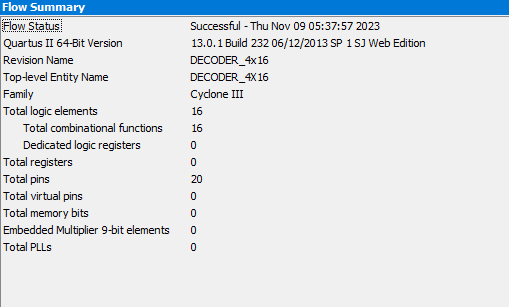 Flow Summary
Flow Status Successful - Thu Nov 09 05:37:57 2023
Quartus II 64-Bit Version 13.0.1 Build 232 06/12/2013 SP 1 SJ Web Edition
Revision Name DECODER_4x16
Top-level Entity Name DECODER_4X16
Family Cyclone III
Total logic elements 16
Total combinational functions 16
Dedicated logic registers 0
Total registers 0
Total pins 20
Total virtual pins 0
Total memory bits 0
Embedded Multiplier 9-bit elements 0
Total PLLs 0